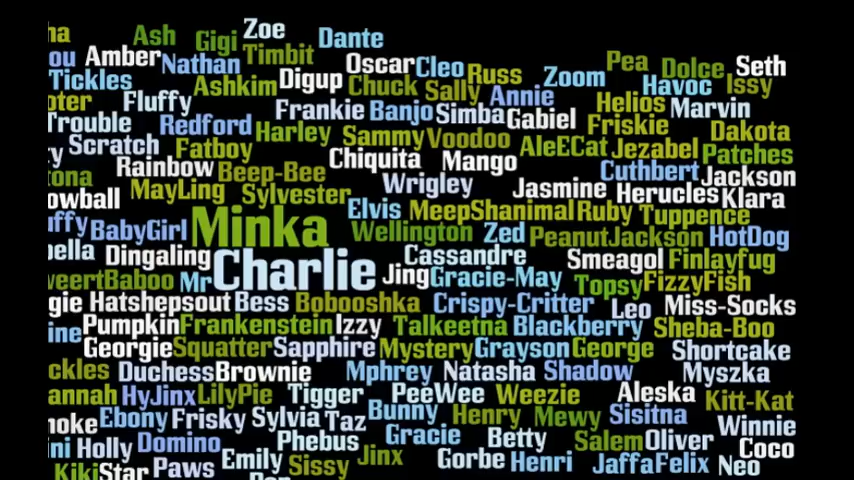 Ash Gigi Zoe Dante
Amber Nathan Timbit Oscar Cleo Russ Zoom Pea Dolce Seth
Tickles Ashkim Digup Chuck Sally Annie Havoc Issy
Fluffy Frankie Banjo Simba Gabiel Helios Marvin
Trouble Redford Harley Sammy Voodoo Friskie Dakota
Scratch Fatboy Chiquita Mango AleECat Jezabel Patches
Rainbow Beep-Bee Wrigley Jasmine Cuthbert Jackson
MayLing Sylvester Herucles Klara
BabyGirl Minka Elvis MeepShanimal Ruby Tuppence
Wellington Zed PeanutJackson HotDog
Dingaling Cassandre Smeagol Finlayfug
Baboo Mr Charlie Jing Gracie-May Topsy FizzyFish
Hatshepsout Bess Bobooshka Crispy-Critter Leo Miss-Socks
Pumpkin Frankenstein Izzy Talkeetna Blackberry Sheba-Boo
Georgie Squatter Sapphire Mystery Grayson George Shortcake
Duchess Brownie Mphrey Natasha Shadow Myszka
HyJinx LilyPie Tigger PeeWee Weezie Aleska Kitt-Kat
Ebony Frisky Sylvia Taz Bunny Henry Mewy Sisitna Winnie
Holly Domino Phebus Gracie Betty Salem Oliver Coco
Kiki Star Paws Emily Sissy Jinx Gorbe Henri Jaffa Felix Neo